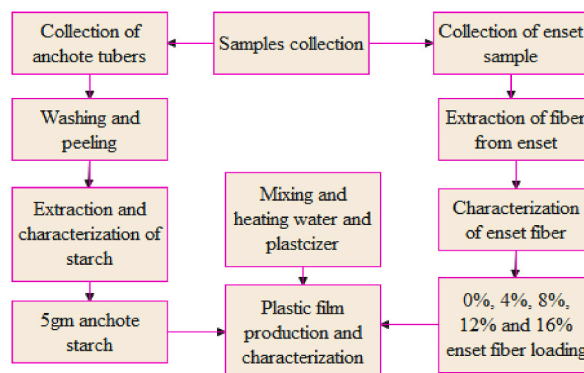 Collection of
anchote tubers
Samples collection
Collection of enset
sample
Washing and
peeling
Extraction of fiber
from enset
Extraction and
characterization of
starch
Mixing and
heating water and
plastcizer
Characterization
of enset fiber
5gm anchote
starch
Plastic film
production and
characterization
0%, 4%, 8%,
12% and 16%
enset fiber loading